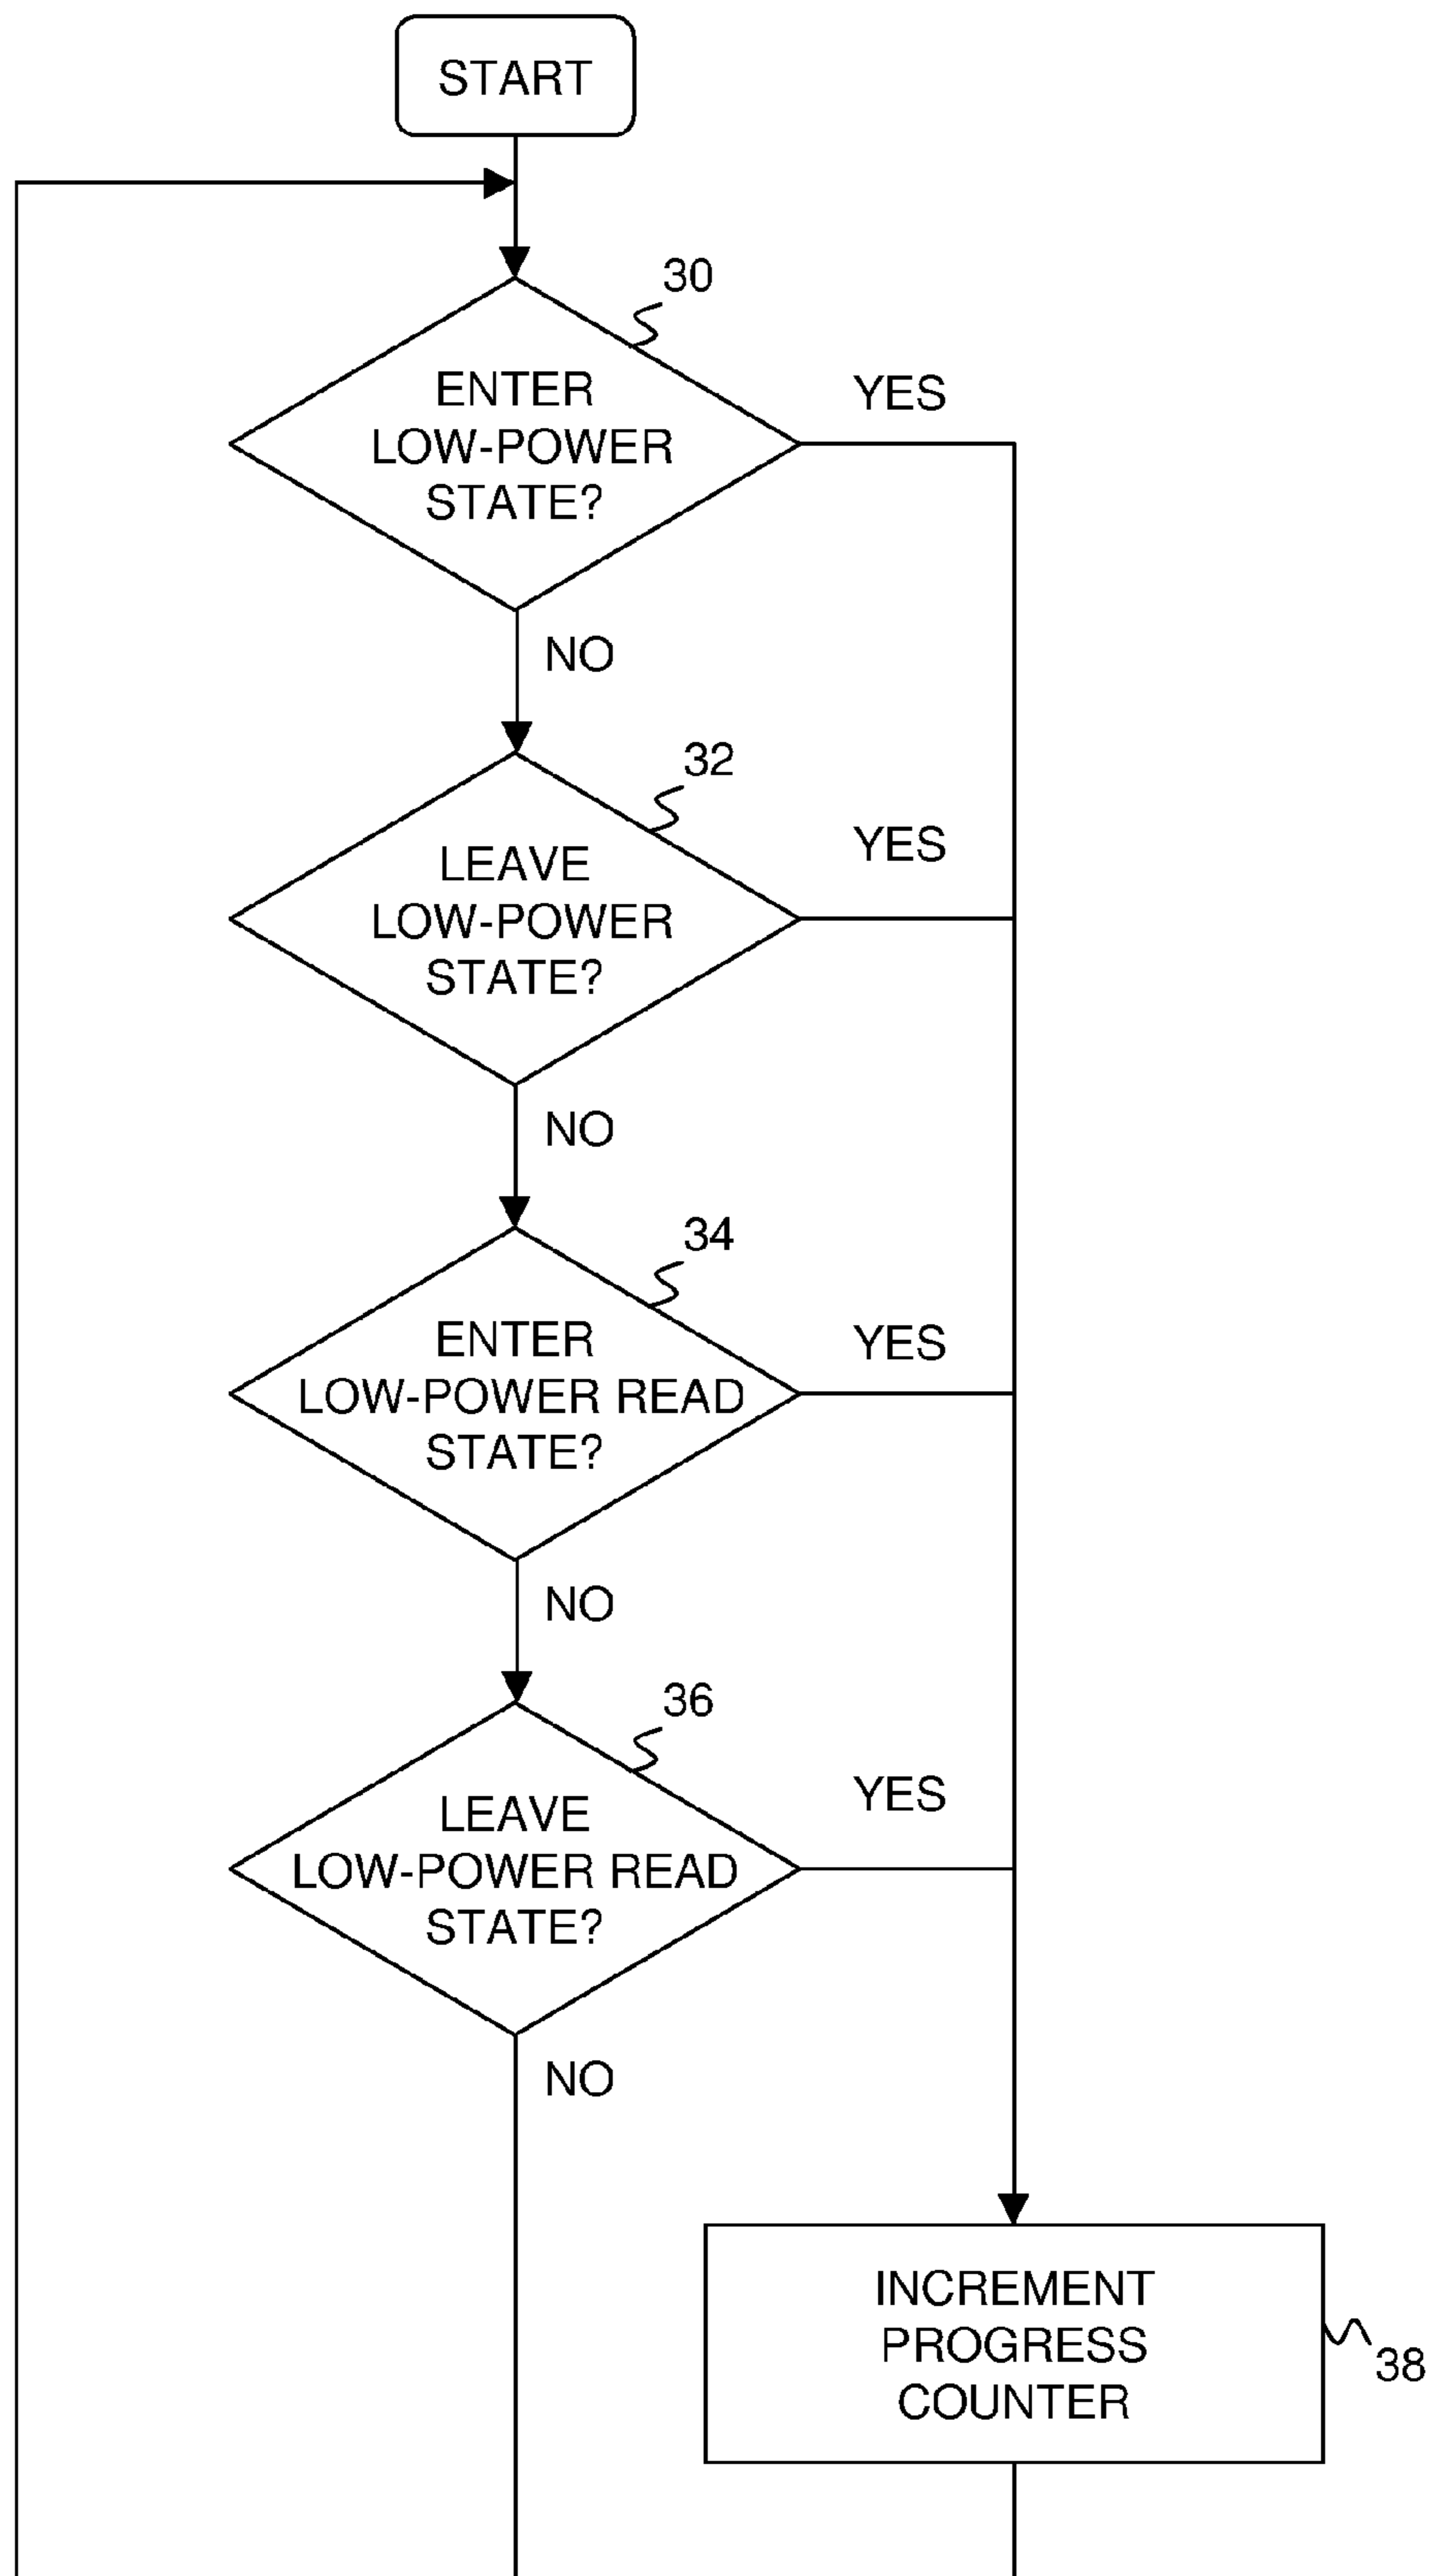 START
30
ENTER
LOW-POWER
STATE?
YES
NO
32
LEAVE
LOW-POWER
STATE?
YES
NO
34
ENTER
LOW-POWER READ
STATE?
YES
NO
36
LEAVE
LOW-POWER READ
STATE?
YES
NO
INCREMENT
PROGRESS
COUNTER
38